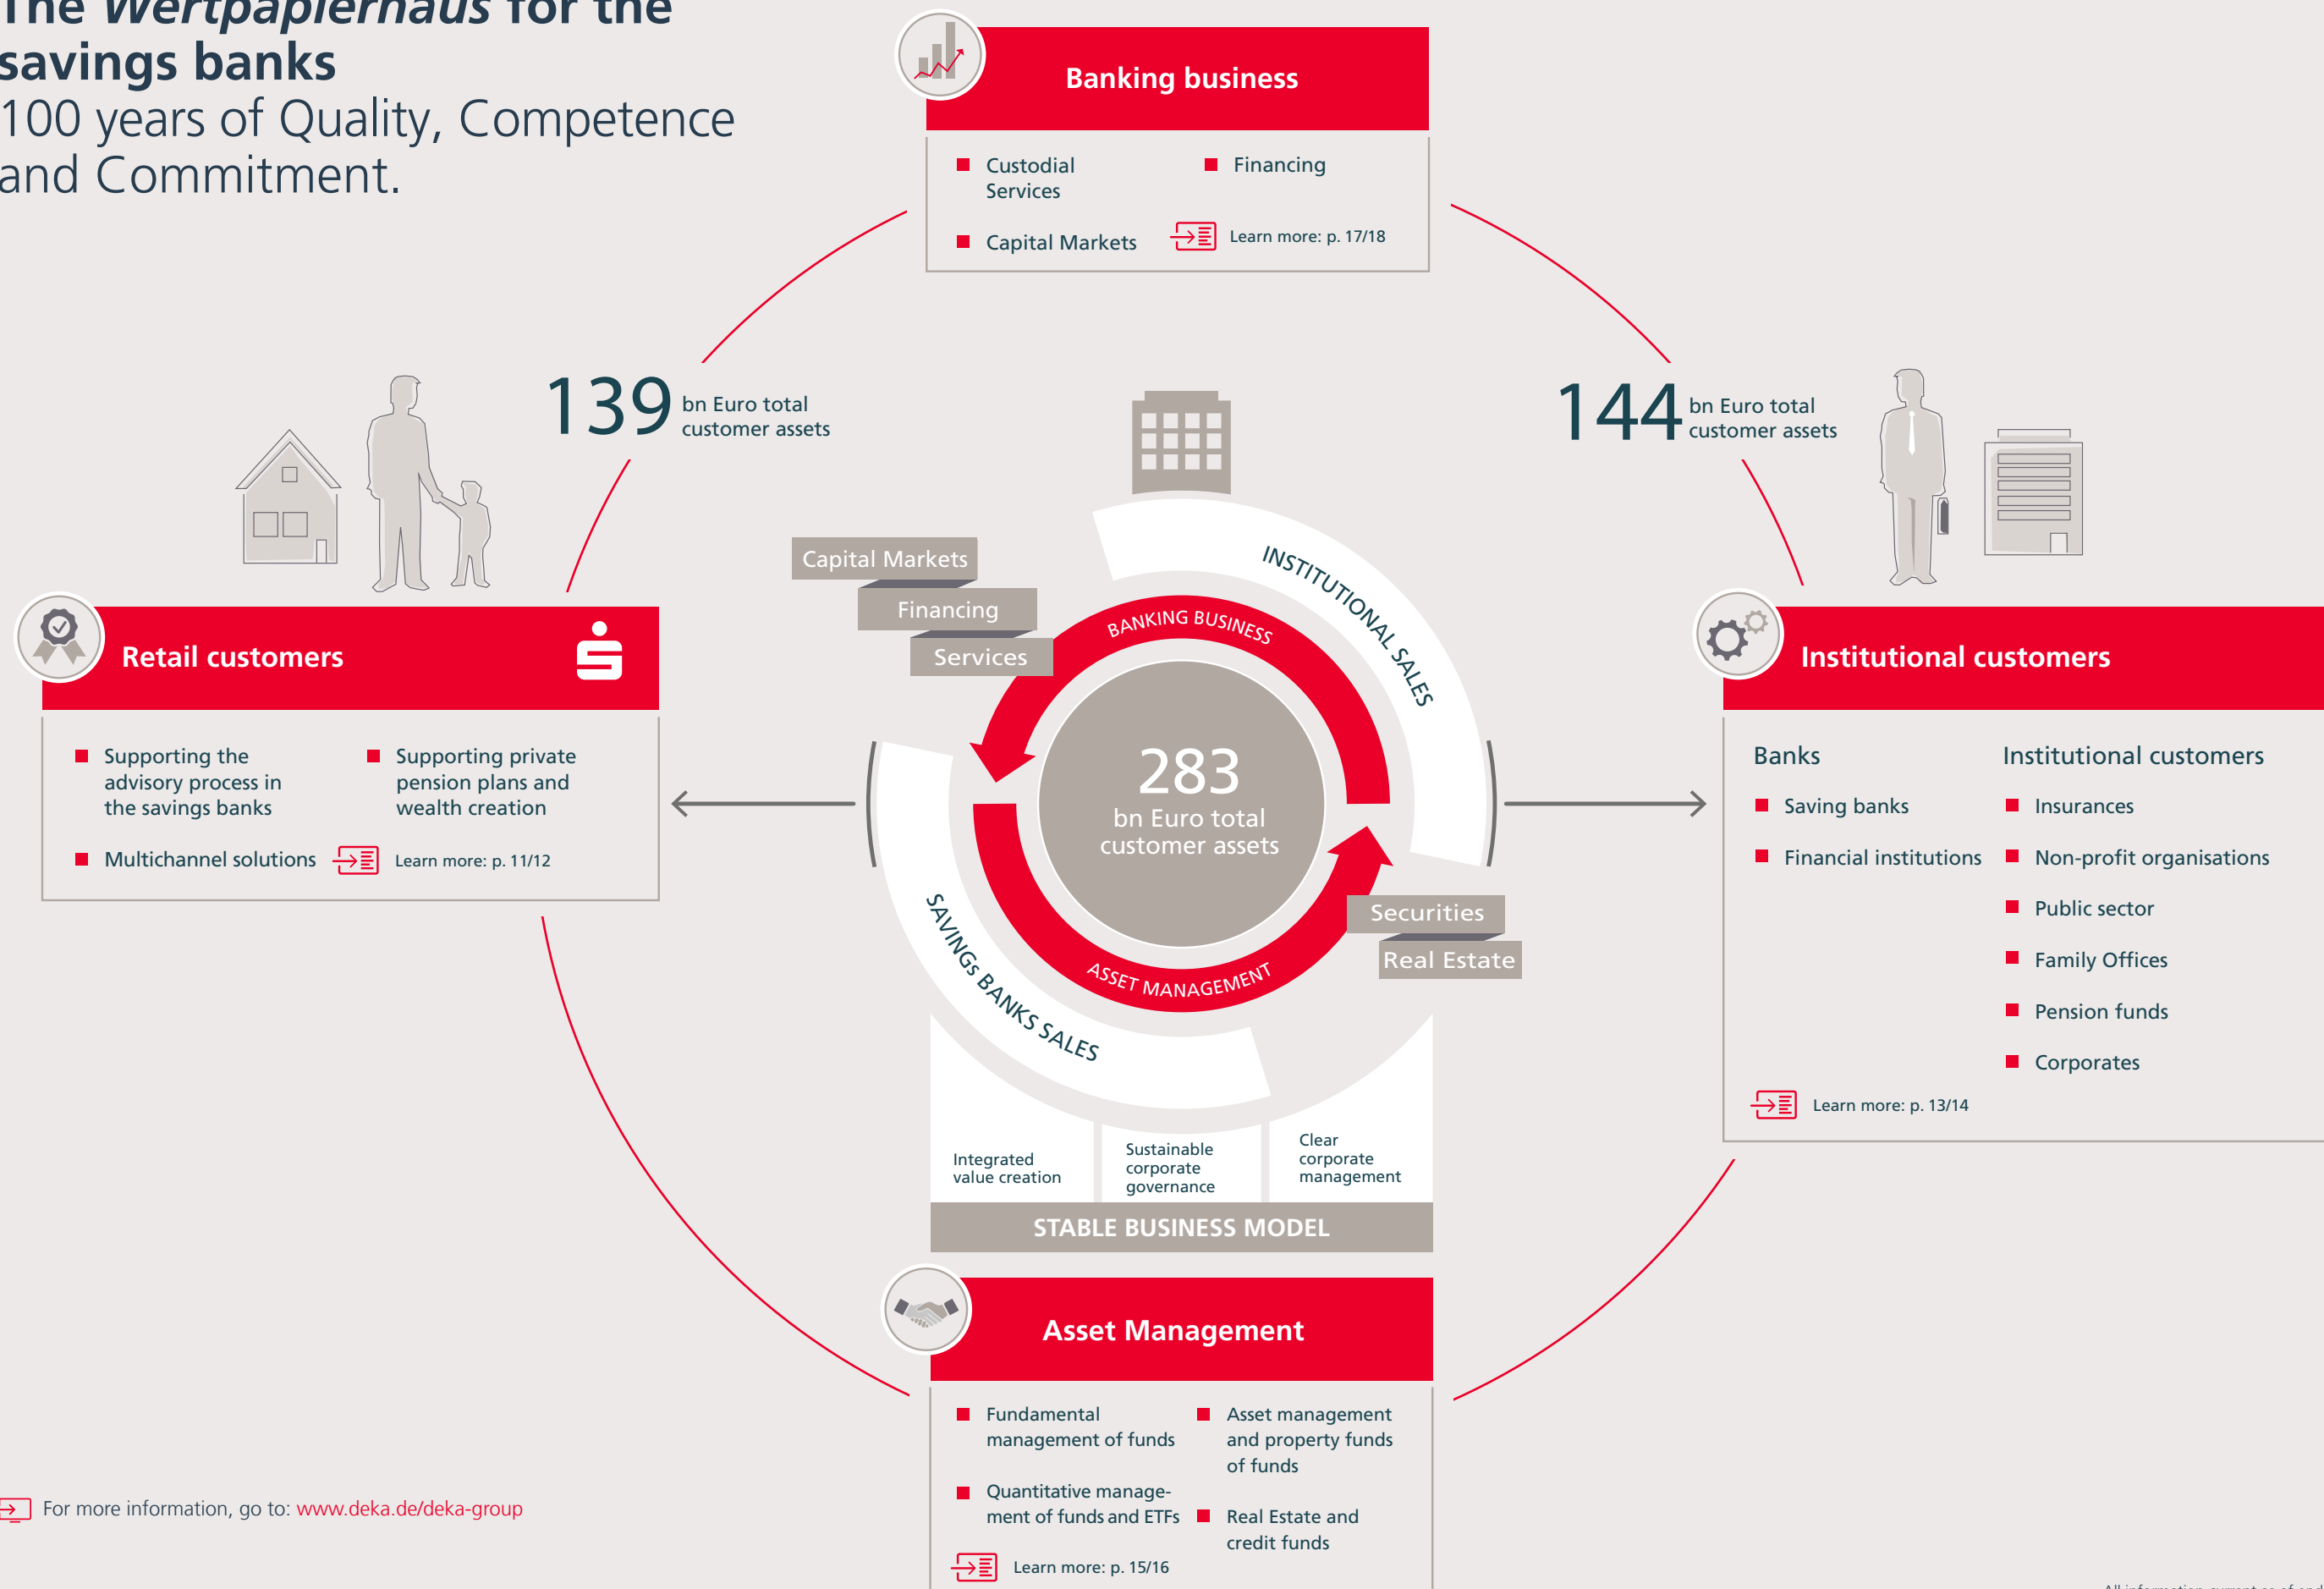 The Wertpapierhaus for the
savings banks
100 years of Quality, Competence
and Commitment.
Banking business
Custodial
Services
Capital Markets
Financing
Learn more: p. 17/18
139
bn Euro total
customer assets
144
bn Euro total
customer assets
Retail customers
Supporting the
advisory process in
the savings banks
Multichannel solutions
Supporting private
pension plans and
wealth creation
Learn more: p. 11/12
Capital Markets
Financing
Services
INSTITUTIONAL SALES
BANKING BUSINESS
283
bn Euro total
customer assets
ASSET MANAGEMENT
SAVINGs BANKS SALES
Securities
Real Estate
Institutional customers
Banks
Saving banks
Financial institutions
Institutional customers
Insurances
Non-profit organisations
Public sector
Family Offices
Pension funds
Corporates
Learn more: p. 13/14
Integrated
value creation
Sustainable
corporate
governance
Clear
corporate
management
STABLE BUSINESS MODEL
Asset Management
Fundamental
management of funds
Quantitative manage-
ment of funds and ETFs
Asset management
and property funds
of funds
Real Estate and
credit funds
Learn more: p. 15/16
For more information, go to: www.deka.de/deka-group